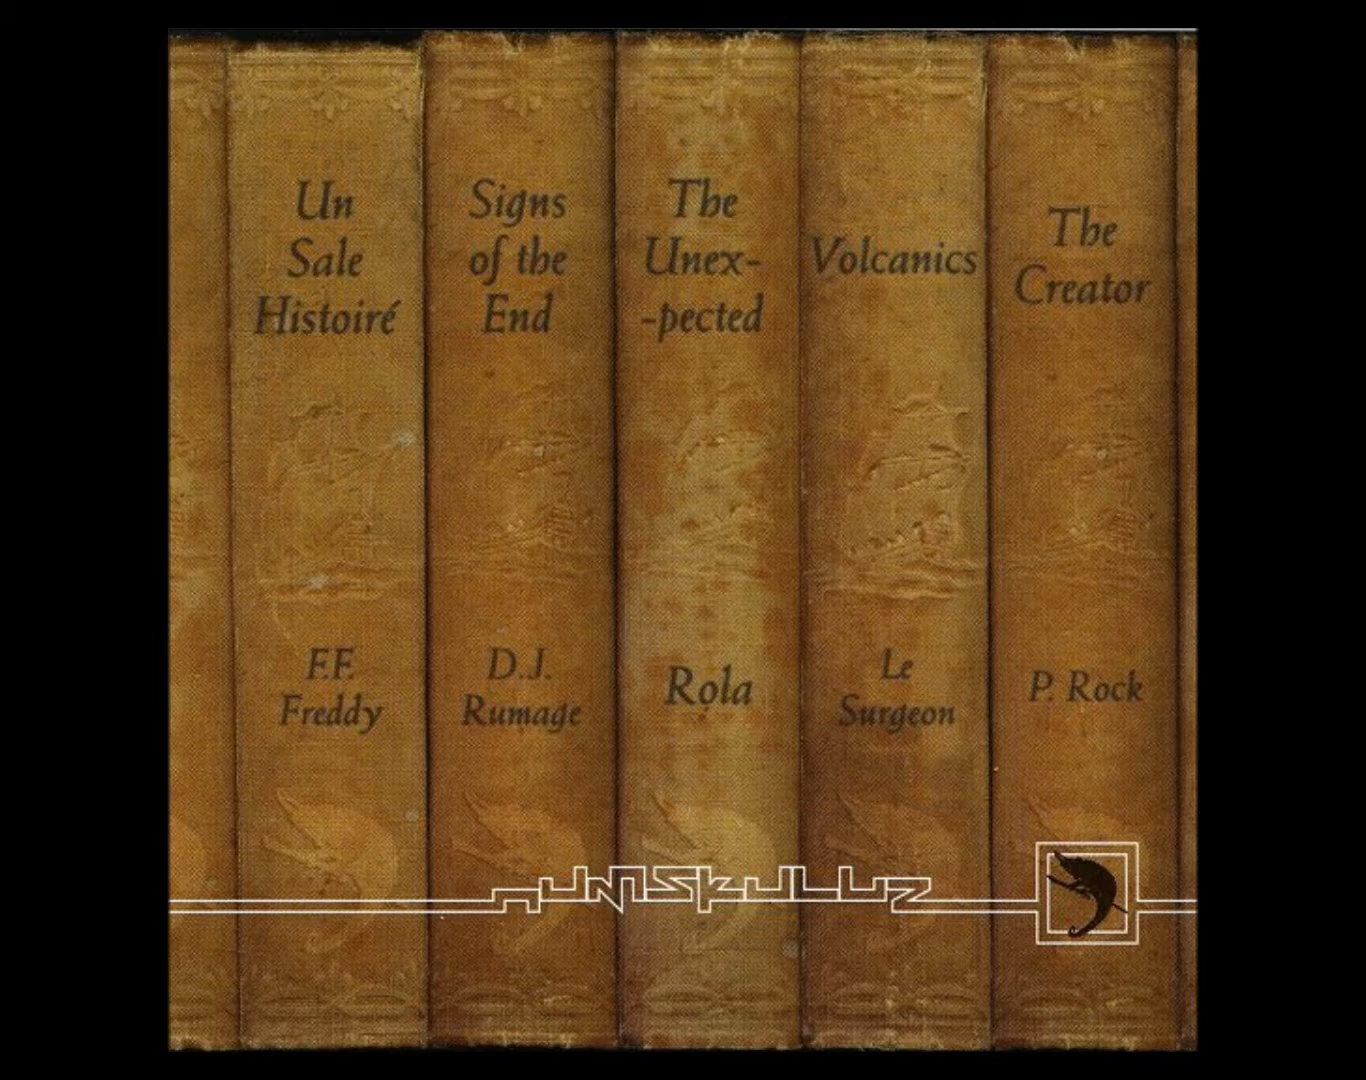 Un
Sale
Histoiré
F.F.
Freddy
Signs
of the
End
D.J.
Rumage
The
Unex-
-pected
Rola
Volcanics
Le
Surgeon
The
Creator
P. Rock
numskulluz